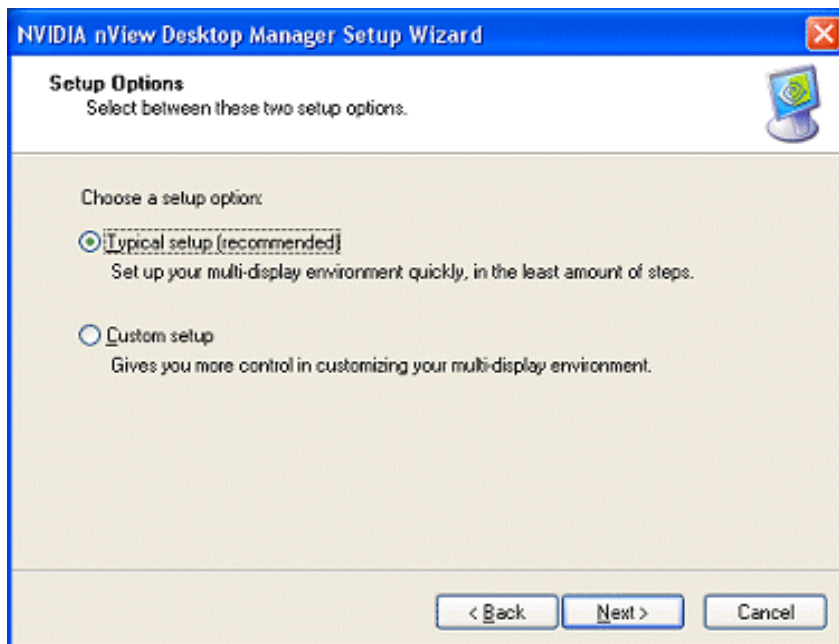 NVIDIA nView Desktop Manager Setup Wizard
Setup Options
Select between these two setup options.
Choose a setup option:
Typical setup (recommended)
Set up your multi-display environment quickly, in the least amount of steps.
Custom setup
Gives you more control in customizing your multi-display environment.
< Back Next > Cancel